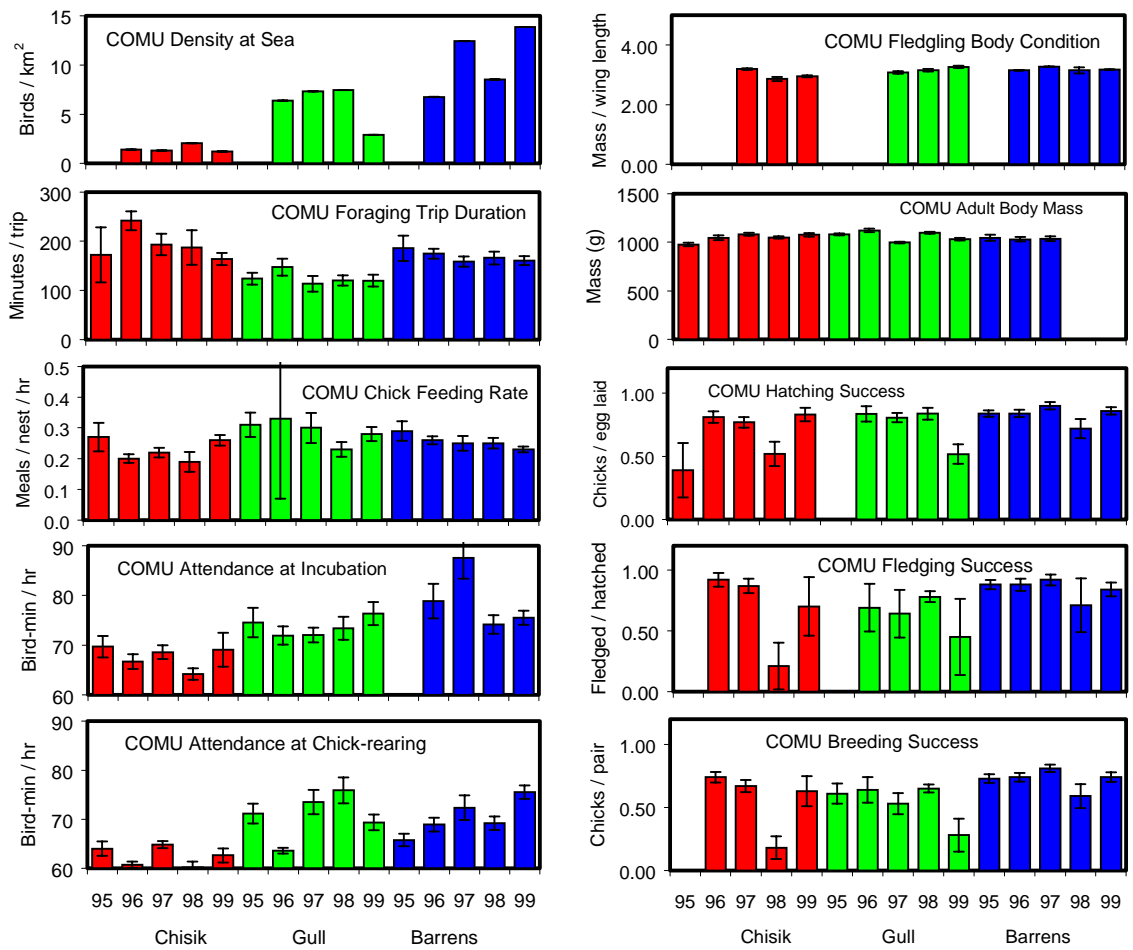 COMU Density at Sea
Birds / km²
15
10
5
0
COMU Foraging Trip Duration
Minutes / trip
300
200
100
0
COMU Chick Feeding Rate
Meals / nest / hr
0.5
0.4
0.3
0.2
0.1
0.0
COMU Attendance at Incubation
Bird-min / hr
90
80
70
60
COMU Attendance at Chick-rearing
Bird-min / hr
90
80
70
60
95 96 97 98 99 95 96 97 98 99 95 96 97 98 99
Chisik Gull Barrens
COMU Fledgling Body Condition
Mass / wing length
4.00
2.00
0.00
COMU Adult Body Mass
Mass (g)
1500
1000
500
0
COMU Hatching Success
Chicks / egg laid
1.00
0.50
0.00
COMU Fledging Success
Fledged / hatched
1.00
0.50
0.00
COMU Breeding Success
Chicks / pair
1.00
0.50
0.00
95 96 97 98 99 95 96 97 98 99 95 96 97 98 99
Chisik Gull Barrens